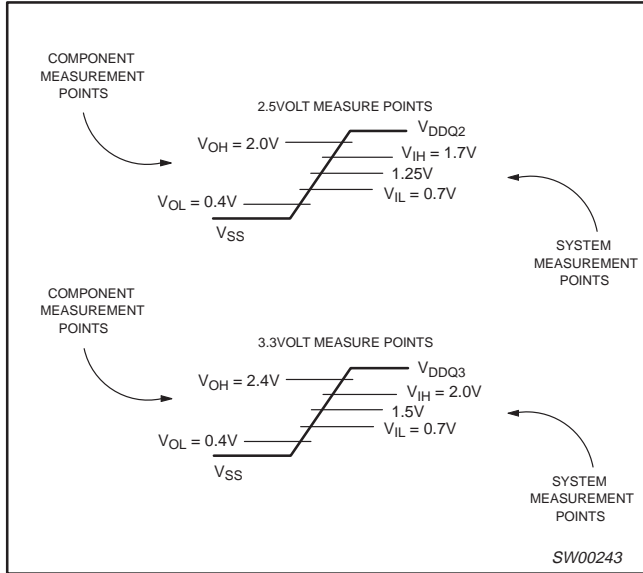 COMPONENT
MEASUREMENT
POINTS
2.5VOLT MEASURE POINTS
VDDQ2
VOH = 2.0V
VIH = 1.7V
1.25V
VIL = 0.7V
VOL = 0.4V
VSS
SYSTEM
MEASUREMENT
POINTS
COMPONENT
MEASUREMENT
POINTS
3.3VOLT MEASURE POINTS
VDDQ3
VOH = 2.4V
VIH = 2.0V
1.5V
VIL = 0.7V
VOL = 0.4V
VSS
SYSTEM
MEASUREMENT
POINTS
SW00243